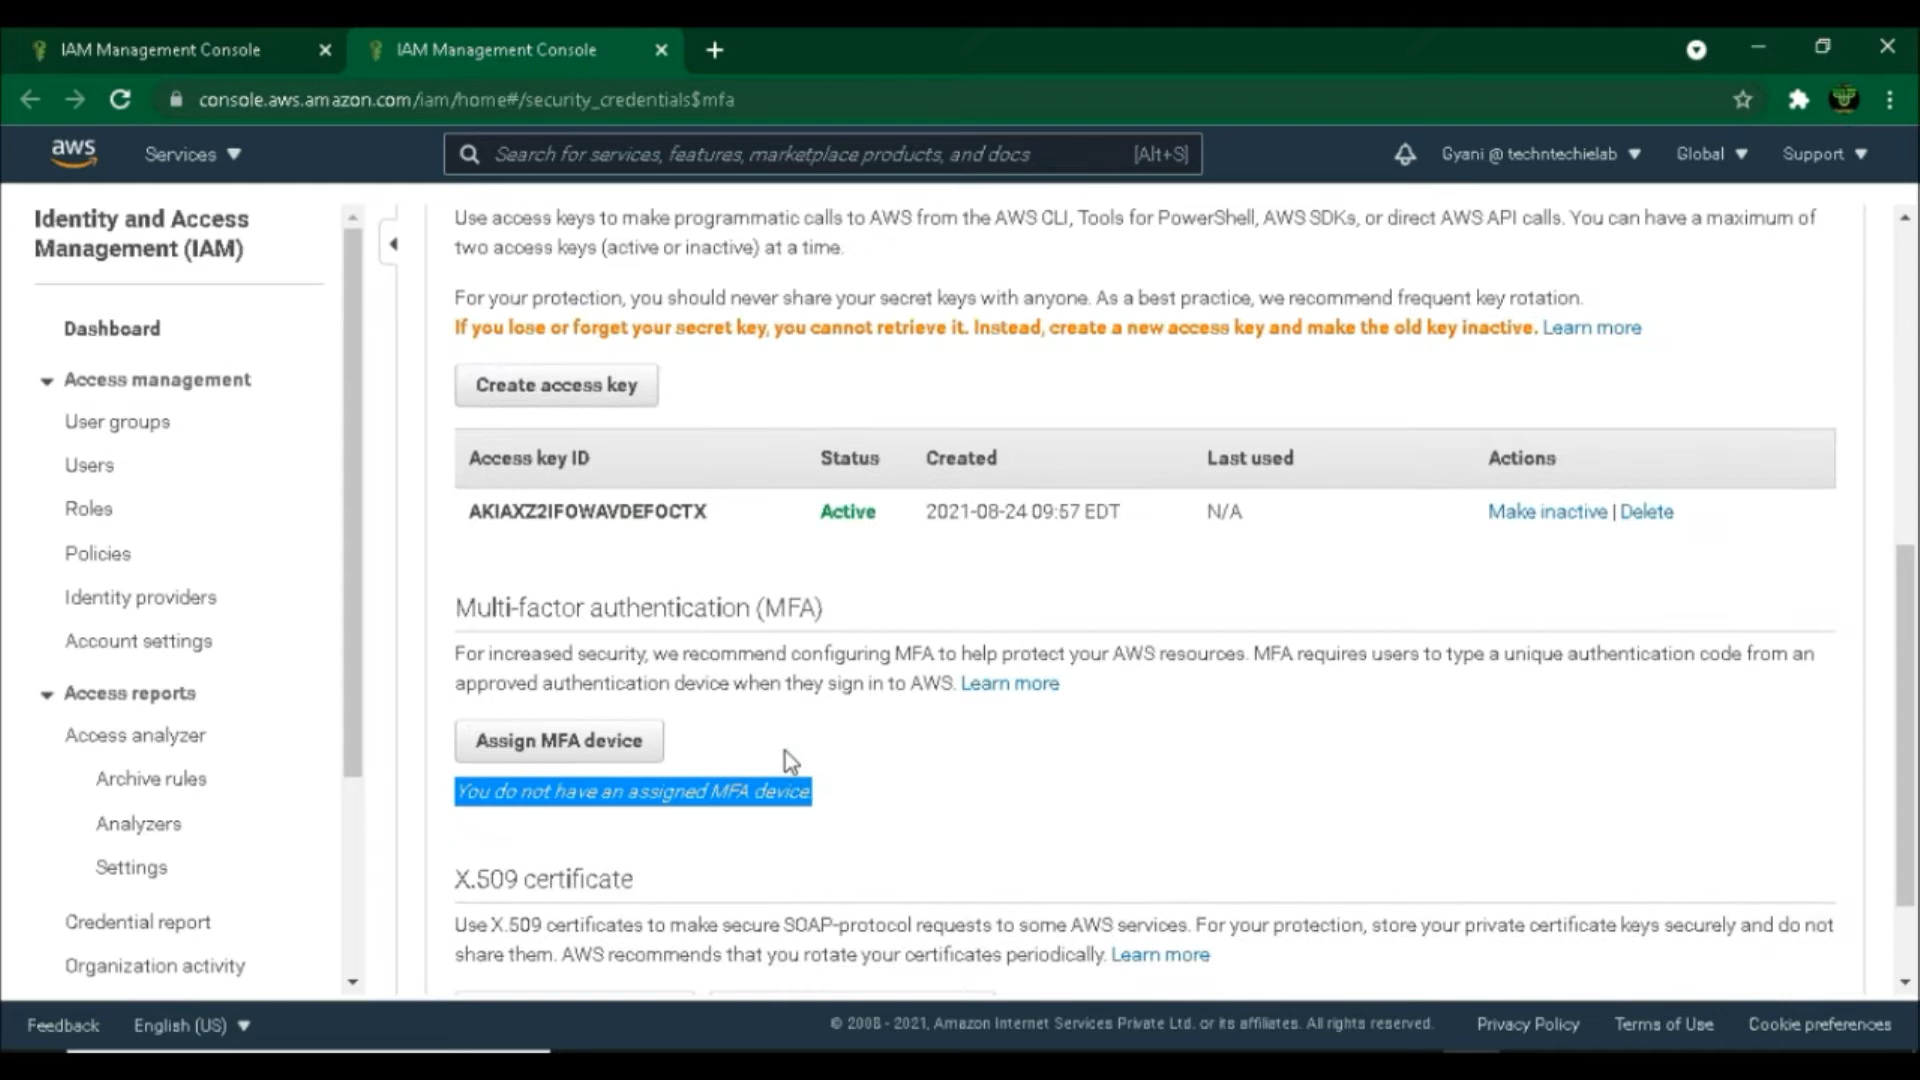 IAM Management Console
IAM Management Console
console.aws.amazon.com/iam/home#/security_credentials$mfa
aws
Services
Search for services, features, marketplace products, and docs
[Alt+S]
Gyani @ techntechielab
Global
Support
Identity and Access
Management (IAM)
Dashboard
Access management
User groups
Users
Roles
Policies
Identity providers
Account settings
Access reports
Access analyzer
Archive rules
Analyzers
Settings
Credential report
Organization activity
Use access keys to make programmatic calls to AWS from the AWS CLI, Tools for PowerShell, AWS SDKs, or direct AWS API calls. You can have a maximum of
two access keys (active or inactive) at a time.
For your protection, you should never share your secret keys with anyone. As a best practice, we recommend frequent key rotation.
If you lose or forget your secret key, you cannot retrieve it. Instead, create a new access key and make the old key inactive. Learn more
Create access key
Access key ID Status Created Last used Actions
AKIAXZ2IFOWAVDEFOCTX Active 2021-08-24 09:57 EDT N/A Make inactive | Delete
Multi-factor authentication (MFA)
For increased security, we recommend configuring MFA to help protect your AWS resources. MFA requires users to type a unique authentication code from an
approved authentication device when they sign in to AWS. Learn more
Assign MFA device
You do not have an assigned MFA device
X.509 certificate
Use X.509 certificates to make secure SOAP-protocol requests to some AWS services. For your protection, store your private certificate keys securely and do not
share them. AWS recommends that you rotate your certificates periodically. Learn more
Feedback
English (US)
© 2008 - 2021, Amazon Internet Services Private Ltd. or its affiliates. All rights reserved.
Privacy Policy
Terms of Use
Cookie preferences